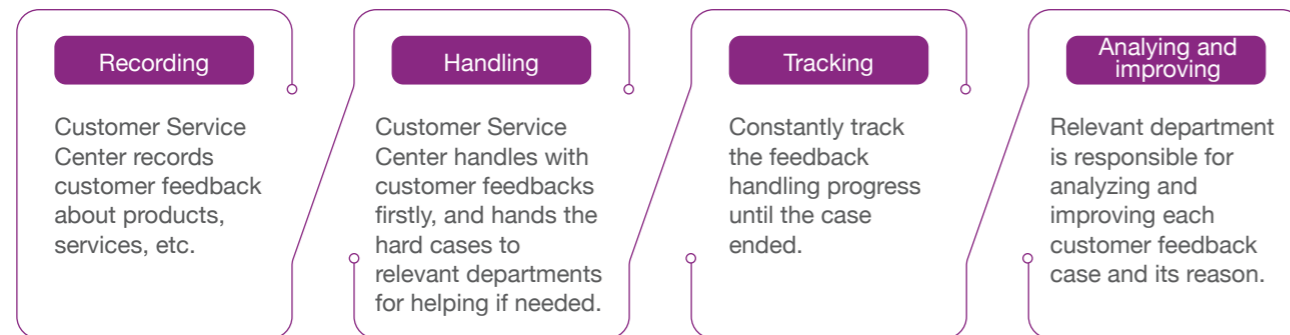 Recording
Customer Service
Center records
customer feedback
about products,
services, etc.
Handling
Customer Service
Center handles with
customer feedbacks
firstly, and hands the
hard cases to
relevant departments
for helping if needed.
Tracking
Constantly track
the feedback
handling progress
until the case
ended.
Analying and
improving
Relevant department
is responsible for
analyzing and
improving each
customer feedback
case and its reason.